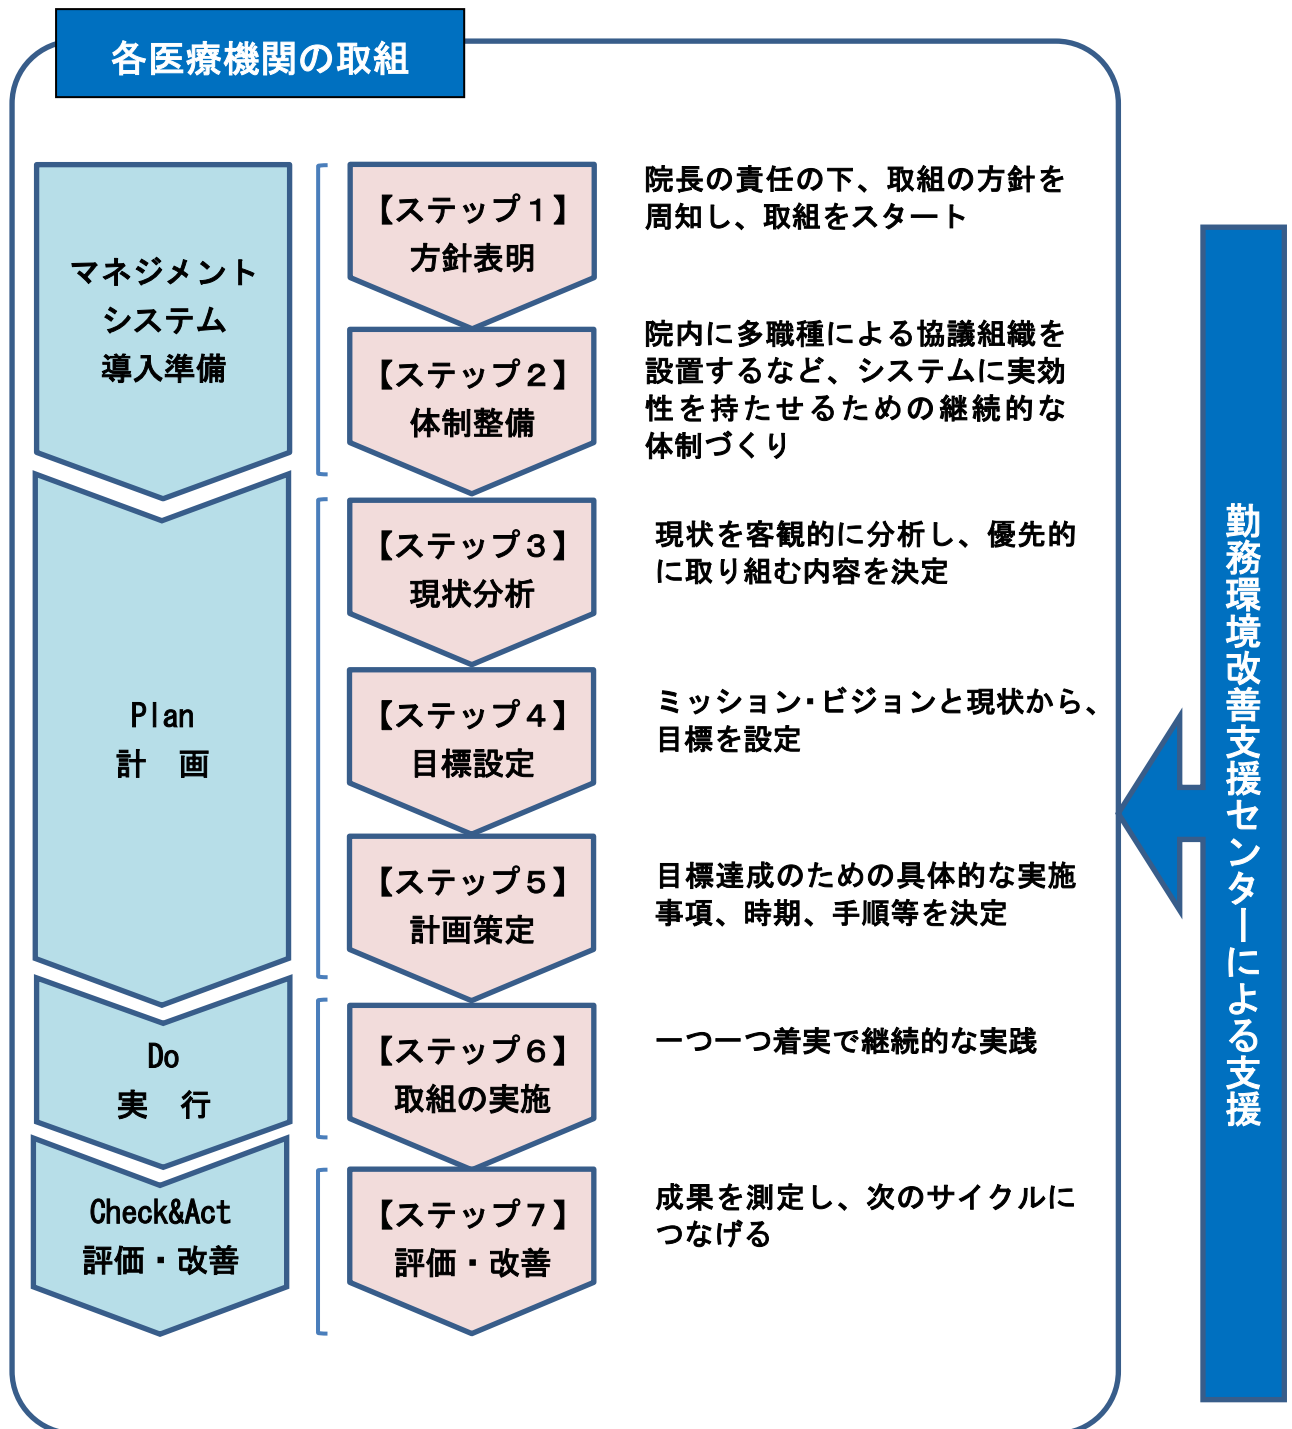 各医療機関の取組
マネジメント
システム
導入準備
【ステップ１】
方針表明
院長の責任の下、取組の方針を
周知し、取組をスタート
【ステップ２】
体制整備
院内に多職種による協議組織を
設置するなど、システムに実効
性を持たせるための継続的な
体制づくり
Plan
計　画
【ステップ３】
現状分析
現状を客観的に分析し、優先的
に取り組む内容を決定
【ステップ４】
目標設定
ミッション・ビジョンと現状から、
目標を設定
【ステップ５】
計画策定
目標達成のための具体的な実施
事項、時期、手順等を決定
Do
実　行
【ステップ６】
取組の実施
一つ一つ着実で継続的な実践
Check&Act
評価・改善
【ステップ７】
評価・改善
成果を測定し、次のサイクルに
つなげる
勤務環境改善支援センターによる支援